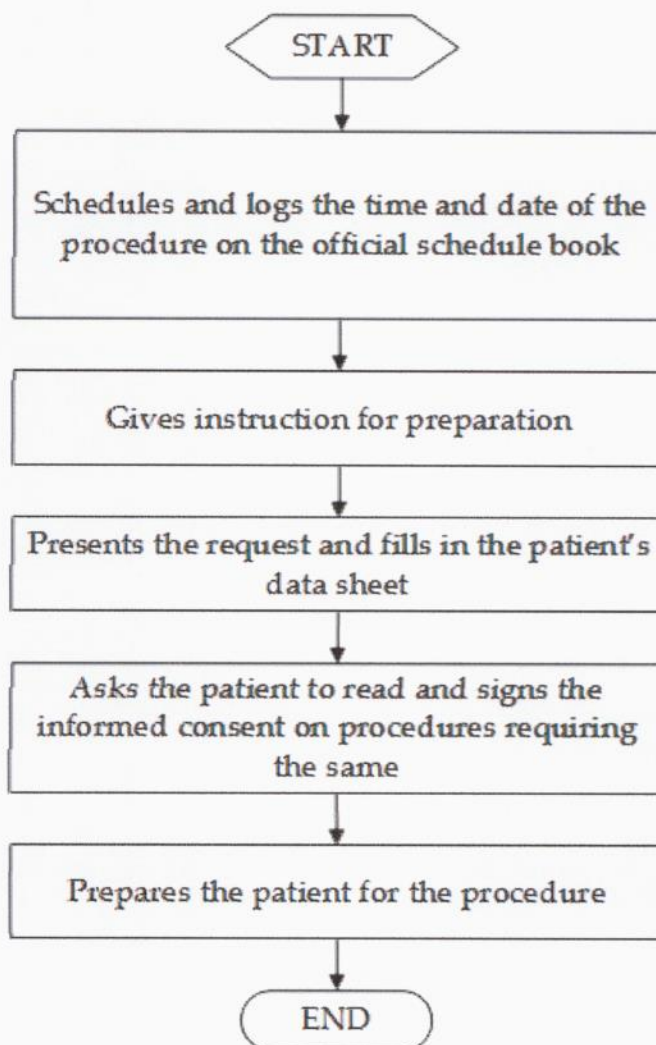 START
Schedules and logs the time and date of the
procedure on the official schedule book
Gives instruction for preparation
Presents the request and fills in the patient's
data sheet
Asks the patient to read and signs the
informed consent on procedures requiring
the same
Prepares the patient for the procedure
END